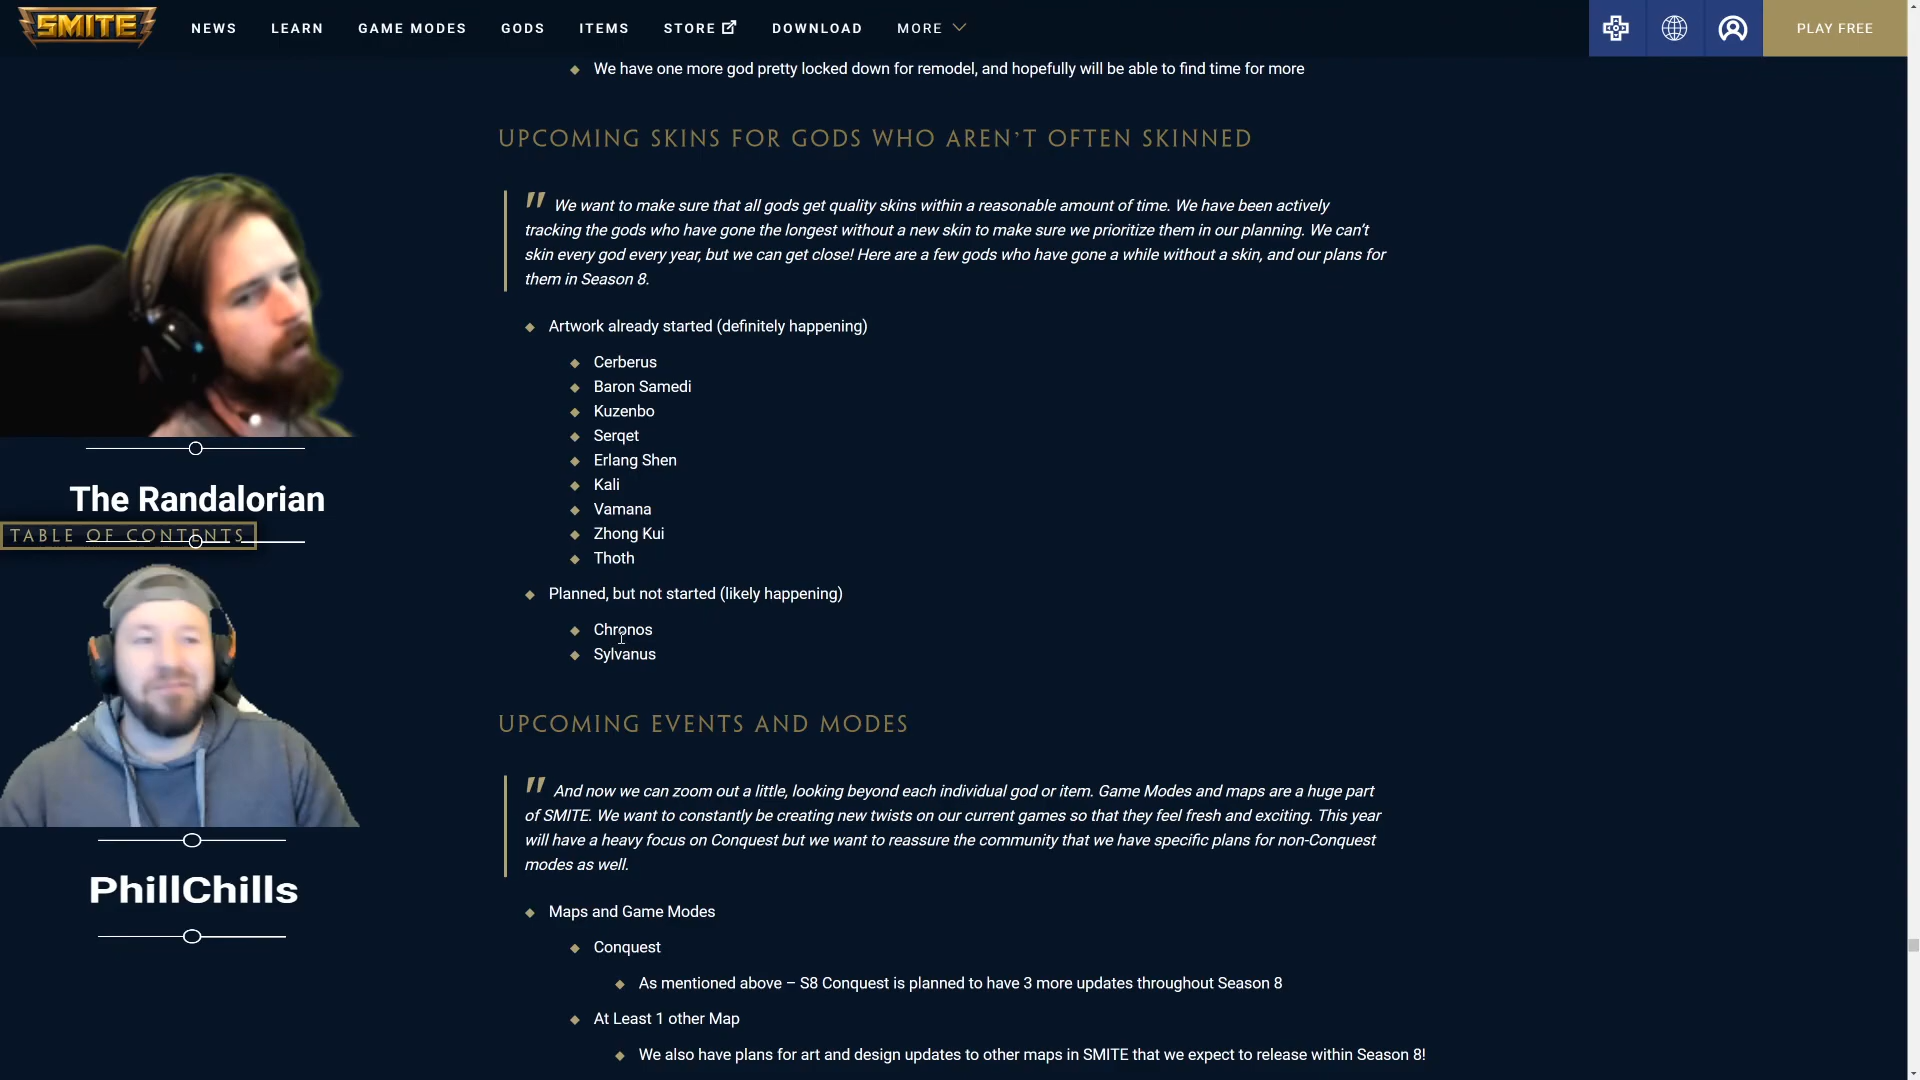 SMITE
NEWS LEARN GAME MODES GODS ITEMS STORE DOWNLOAD MORE PLAY FREE
We have one more god pretty locked down for remodel, and hopefully will be able to find time for more
UPCOMING SKINS FOR GODS WHO AREN'T OFTEN SKINNED
" We want to make sure that all gods get quality skins within a reasonable amount of time. We have been actively
tracking the gods who have gone the longest without a new skin to make sure we prioritize them in our planning. We can't
skin every god every year, but we can get close! Here are a few gods who have gone a while without a skin, and our plans for
them in Season 8.
Artwork already started (definitely happening)
Cerberus
Baron Samedi
Kuzenbo
Serqet
Erlang Shen
Kali
Vamana
Zhong Kui
Thoth
Planned, but not started (likely happening)
Chronos
Sylvanus
The Randalorian
TABLE OF CONTENTS
PhillChills
UPCOMING EVENTS AND MODES
" And now we can zoom out a little, looking beyond each individual god or item. Game Modes and maps are a huge part
of SMITE. We want to constantly be creating new twists on our current games so that they feel fresh and exciting. This year
will have a heavy focus on Conquest but we want to reassure the community that we have specific plans for non-Conquest
modes as well.
Maps and Game Modes
Conquest
As mentioned above – S8 Conquest is planned to have 3 more updates throughout Season 8
At Least 1 other Map
We also have plans for art and design updates to other maps in SMITE that we expect to release within Season 8!